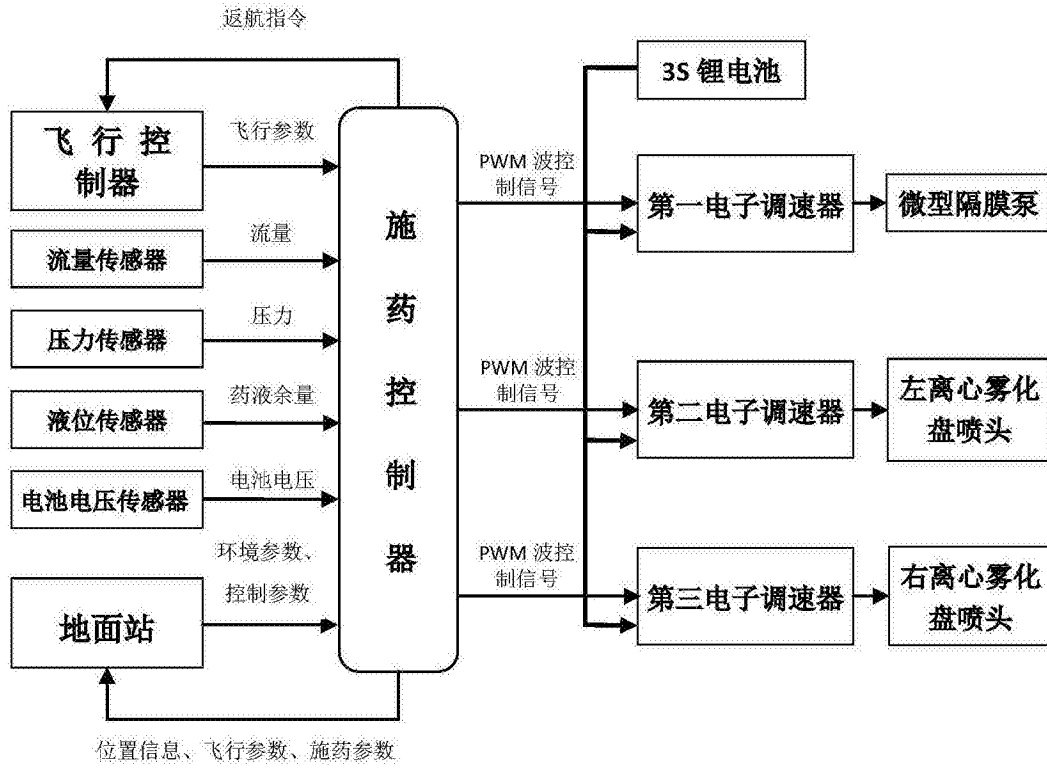 返航指令
3S 锂电池
飞 行 控
制器
飞行参数
PWM 波控
制信号
第一电子调速器
微型隔膜泵
流量传感器
流量
压力传感器
压力
施
药
控
制
器
PWM 波控
制信号
第二电子调速器
左离心雾化
盘喷头
液位传感器
药液余量
电池电压传感器
电池电压
环境参数、
控制参数
地面站
PWM 波控
制信号
第三电子调速器
右离心雾化
盘喷头
位置信息、飞行参数、施药参数